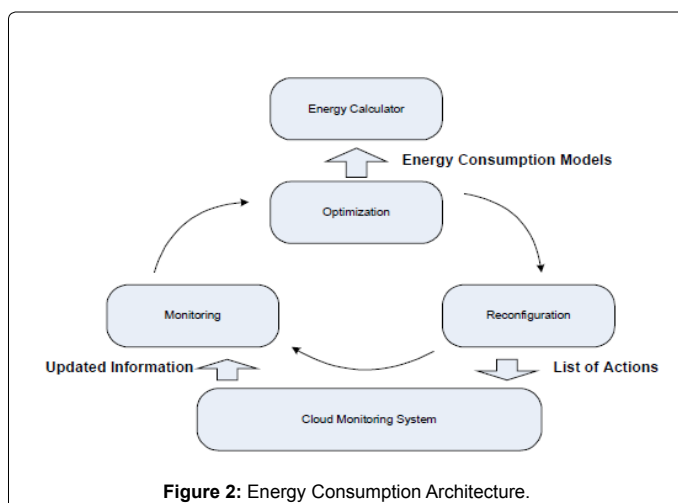 Energy Calculator
Energy Consumption Models
Optimization
Monitoring
Reconfiguration
Updated Information
List of Actions
Cloud Monitoring System
Figure 2: Energy Consumption Architecture.